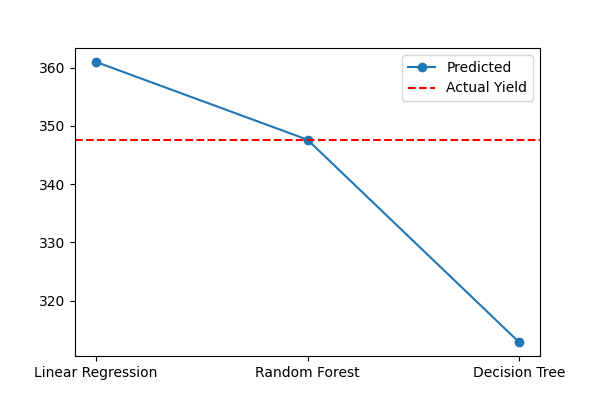 Predicted
Actual Yield
360
350
340
330
320
Linear Regression
Random Forest
Decision Tree